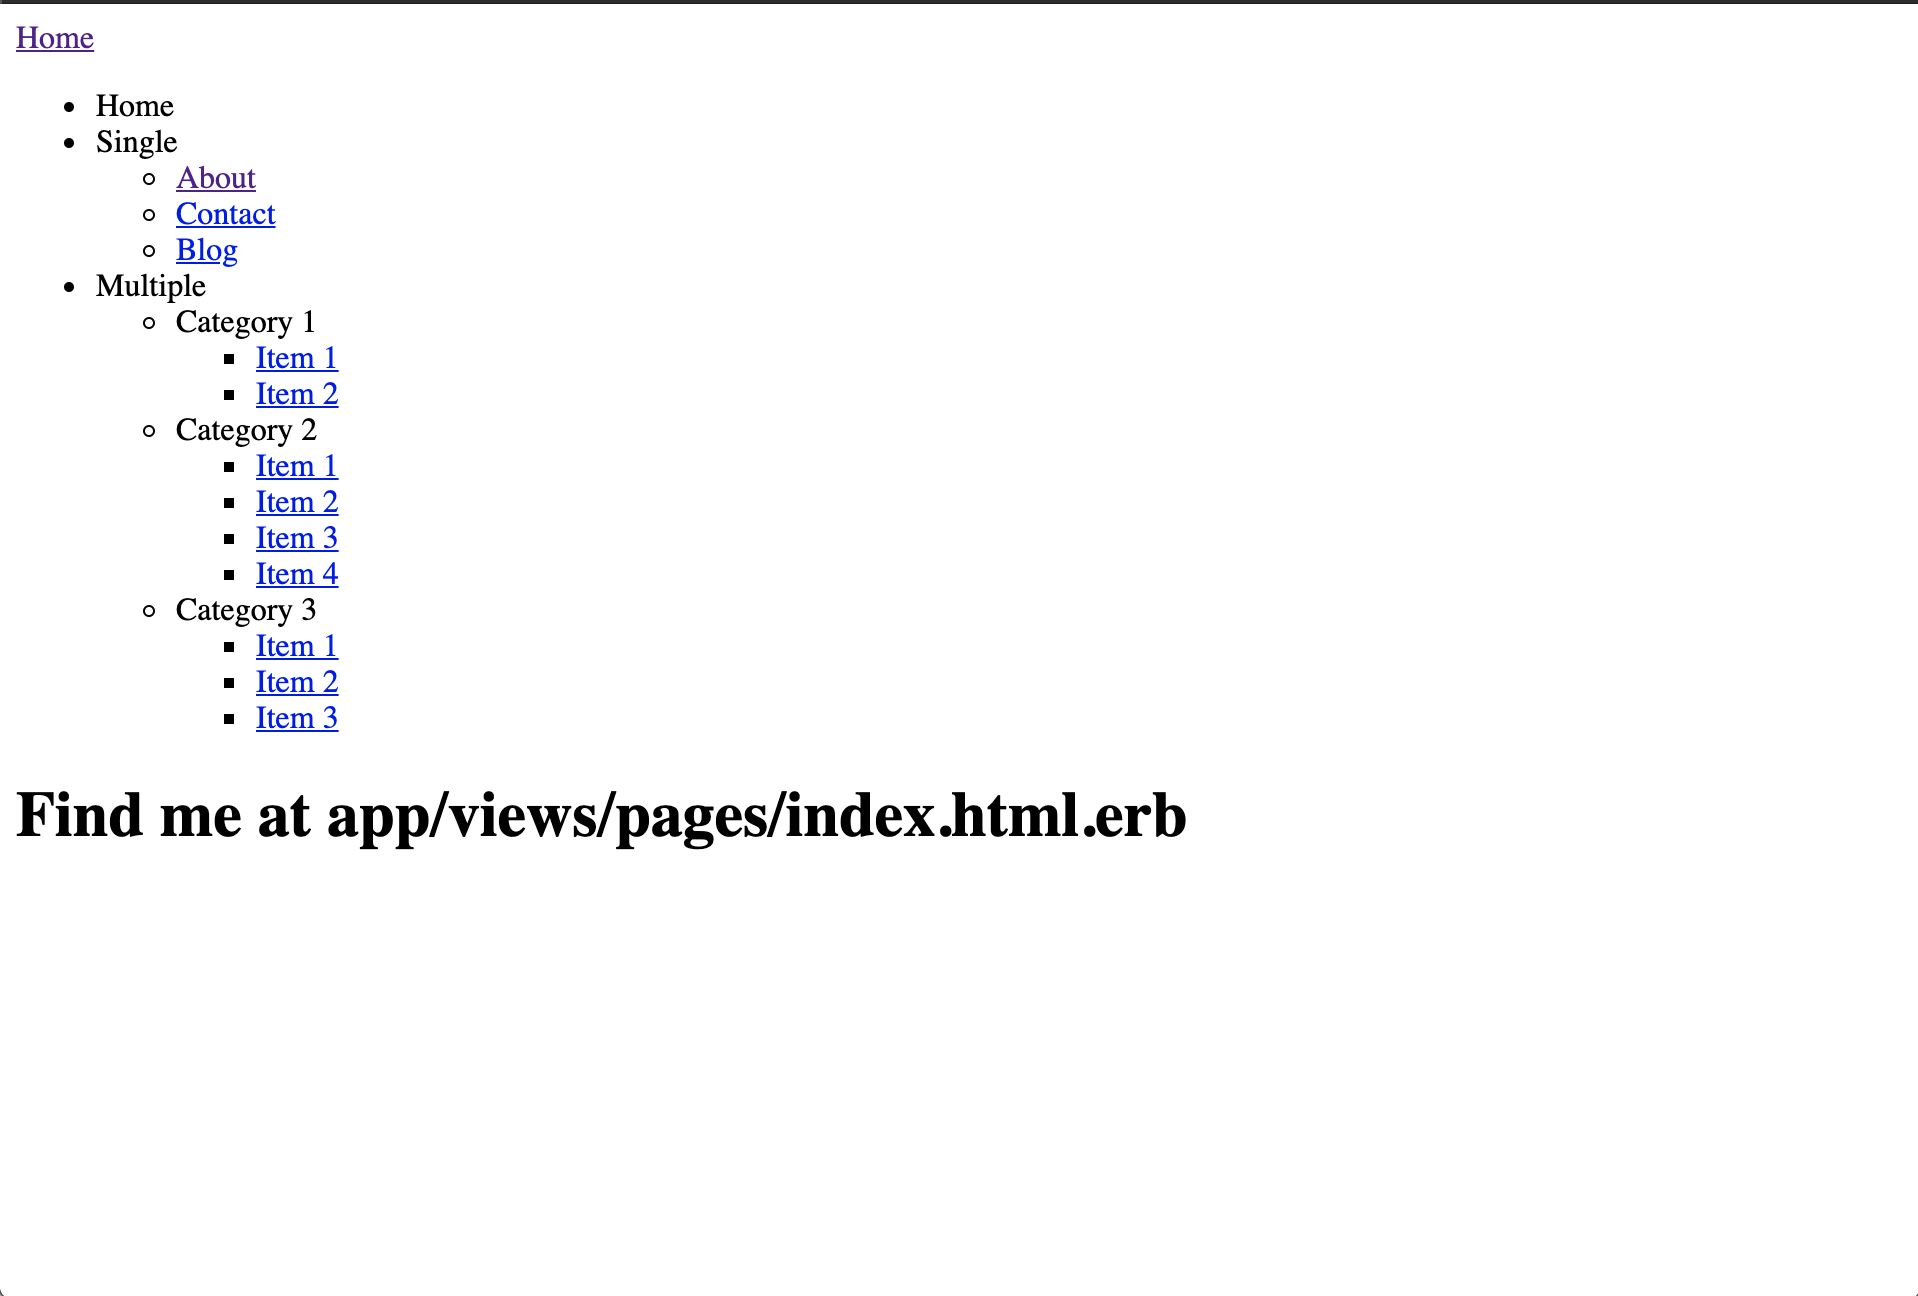 Home
Home
Single
About
Contact
Blog
Multiple
Category 1
Item 1
Item 2
Category 2
Item 1
Item 2
Item 3
Item 4
Category 3
Item 1
Item 2
Item 3
Find me at app/views/pages/index.html.erb